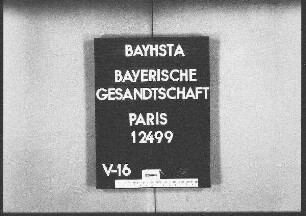 BAYHSTA
BAYERISCHE
GESANDTSCHAFT
PARIS
12499
V-16